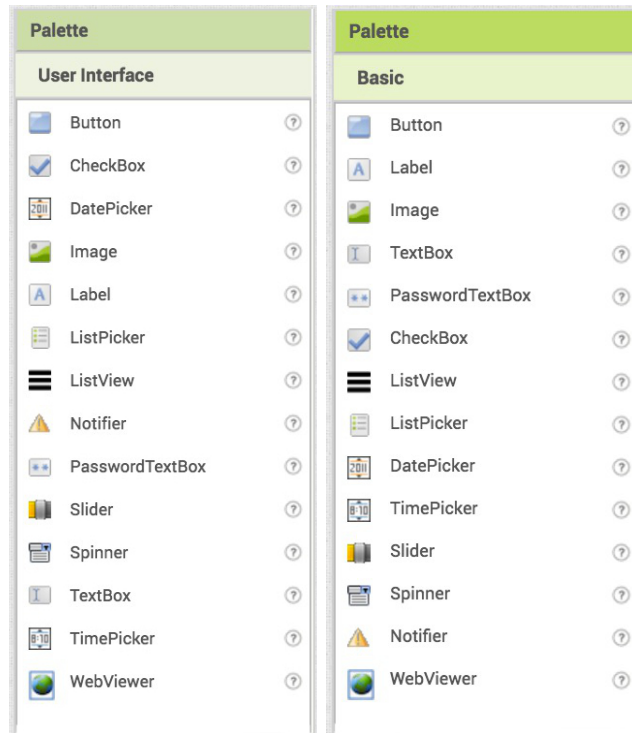 Palette
User Interface
Button
CheckBox
DatePicker
Image
Label
ListPicker
ListView
Notifier
PasswordTextBox
Slider
Spinner
TextBox
TimePicker
WebViewer
Palette
Basic
Button
Label
Image
TextBox
PasswordTextBox
CheckBox
ListView
ListPicker
DatePicker
TimePicker
Slider
Spinner
Notifier
WebViewer